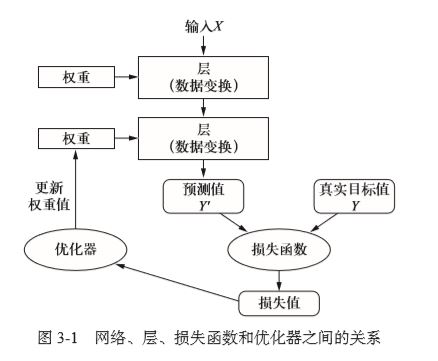 输入X
权重
层
(数据变换)
权重
层
(数据变换)
更新
权重值
预测值
Y'
真实目标值
Y
优化器
损失函数
损失值
图 3-1 网络、层、损失函数和优化器之间的关系